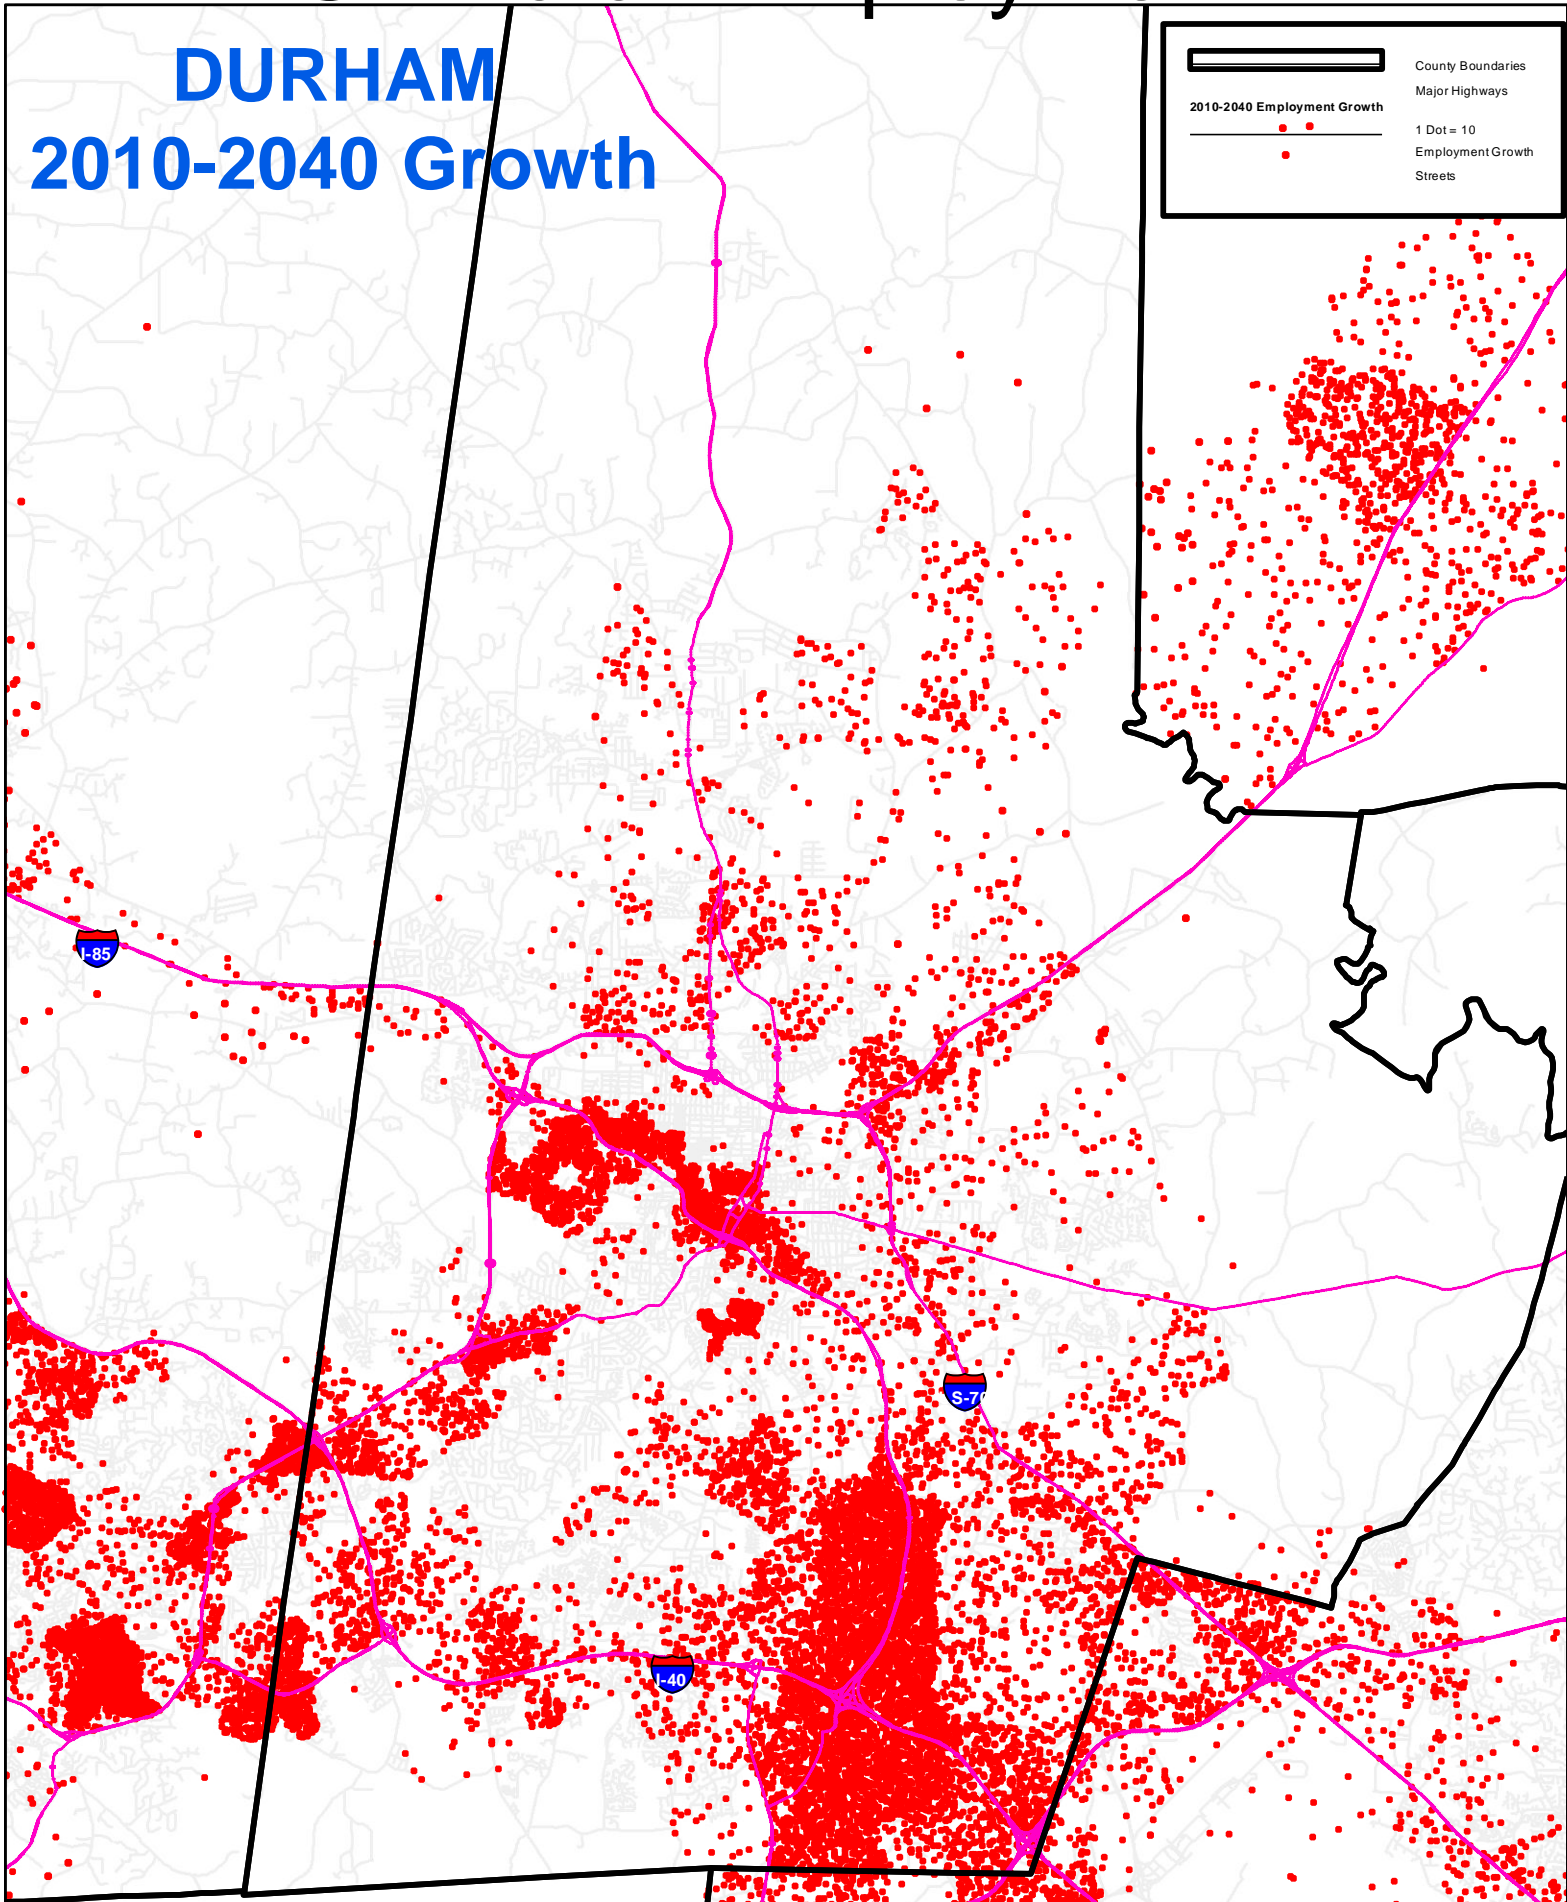 DURHAM
2010-2040 Growth
County Boundaries
Major Highways
2010-2040 Employment Growth
1 Dot = 10
Employment Growth
Streets
I-85
S-70
I-40